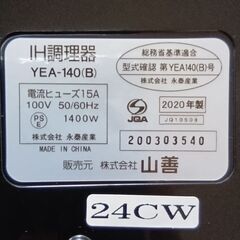 IH調理器
YEA-140(B)
電流ヒューズ15A
100V 50/60Hz
1400W
PS
E
株式会社 永泰産業
MADE IN CHINA
総務省基準適合
型式確認 第YEA140(B)号
株式会社 永泰産業
JQA
2020年製
JQ10508
200303540
販売元 株式会社 山善
24CW